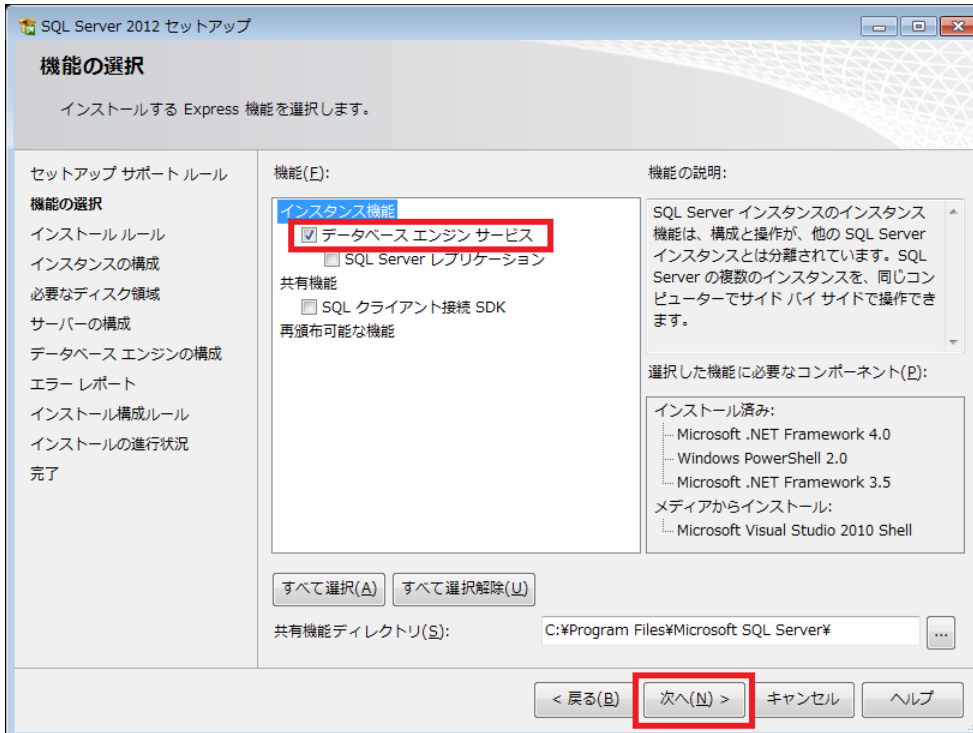 SQL Server 2012 セットアップ
機能の選択
インストールする Express 機能を選択します。
セットアップ サポート ルール
機能の選択
インストール ルール
インスタンスの構成
必要なディスク領域
サーバーの構成
データベース エンジンの構成
エラー レポート
インストール構成ルール
インストールの進行状況
完了
機能(F):
インスタンス機能
データベース エンジン サービス
SQL Server レプリケーション
共有機能
SQL クライアント接続 SDK
再頒布可能な機能
機能の説明:
SQL Server インスタンスのインスタンス
機能は、構成と操作が、他の SQL Server
インスタンスとは分離されています。SQL
Server の複数のインスタンスを、同じコン
ピューターでサイド バイ サイドで操作でき
ます。
選択した機能に必要なコンポーネント(P):
インストール済み:
Microsoft .NET Framework 4.0
Windows PowerShell 2.0
Microsoft .NET Framework 3.5
メディアからインストール:
Microsoft Visual Studio 2010 Shell
すべて選択(A) すべて選択解除(U)
共有機能ディレクトリ(S): C:¥Program Files¥Microsoft SQL Server¥ ...
< 戻る(B) 次へ(N) > キャンセル ヘルプ